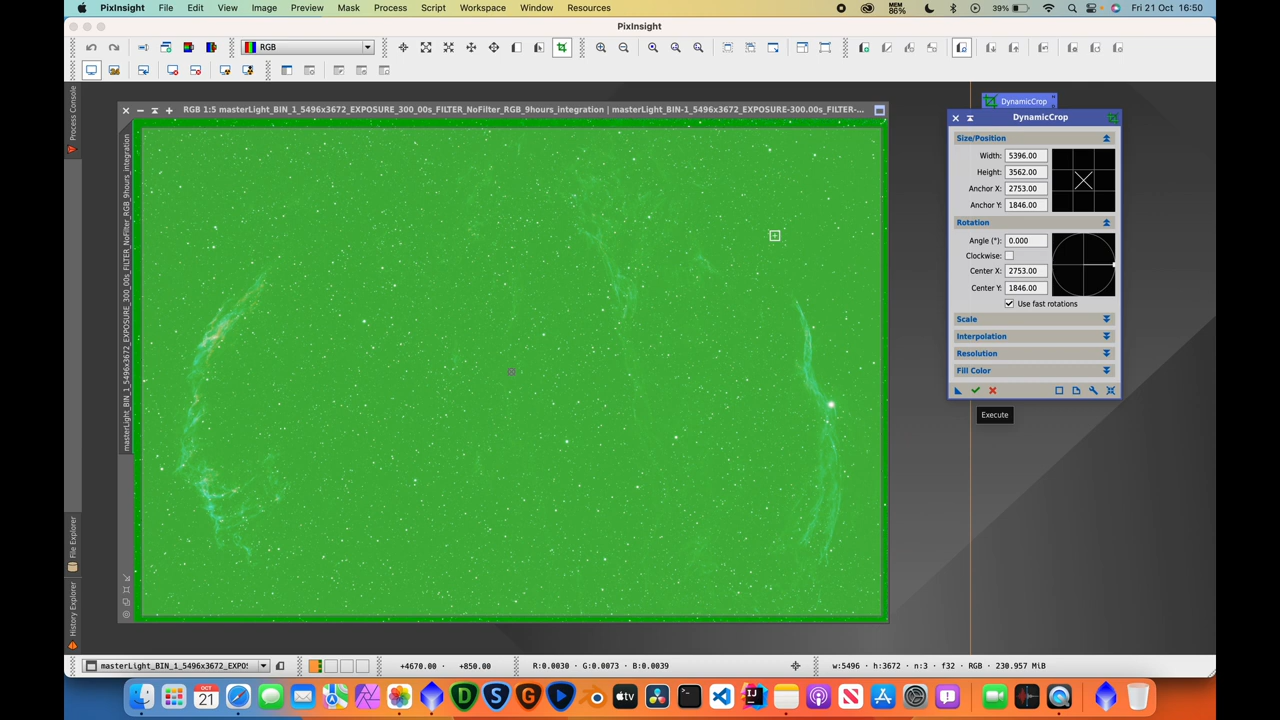 PixInsight File Edit View Image Preview Mask Process Script Workspace Window Resources MEM 86% 39% Fri 21 Oct 16:50
PixInsight
RGB
Process Console
File Explorer
History Explorer
RGB 1:5 masterLight_BIN_1_5496x3672_EXPOSURE_300_00s_FILTER_NoFilter_RGB_9hours_integration | masterLight_BIN-1_5496x3672_EXPOSURE-300.00s_FILTER-...
masterLight_BIN_1_5496x3672_EXPOSURE_300_00s_FILTER_NoFilter_RGB_9hours_integration
DynamicCrop
DynamicCrop
Size/Position
Width: 5396.00
Height: 3562.00
Anchor X: 2753.00
Anchor Y: 1846.00
Rotation
Angle (°): 0.000
Clockwise:
Center X: 2753.00
Center Y: 1846.00
Use fast rotations
Scale
Interpolation
Resolution
Fill Color
Execute
masterLight_BIN_1_5496x3672_EXPO: +4670.00 +850.00 R:0.0030 G:0.0073 B:0.0039 w:5496 · h:3672 · n:3 · f32 · RGB · 230.957 MiB
OCT
21
tv